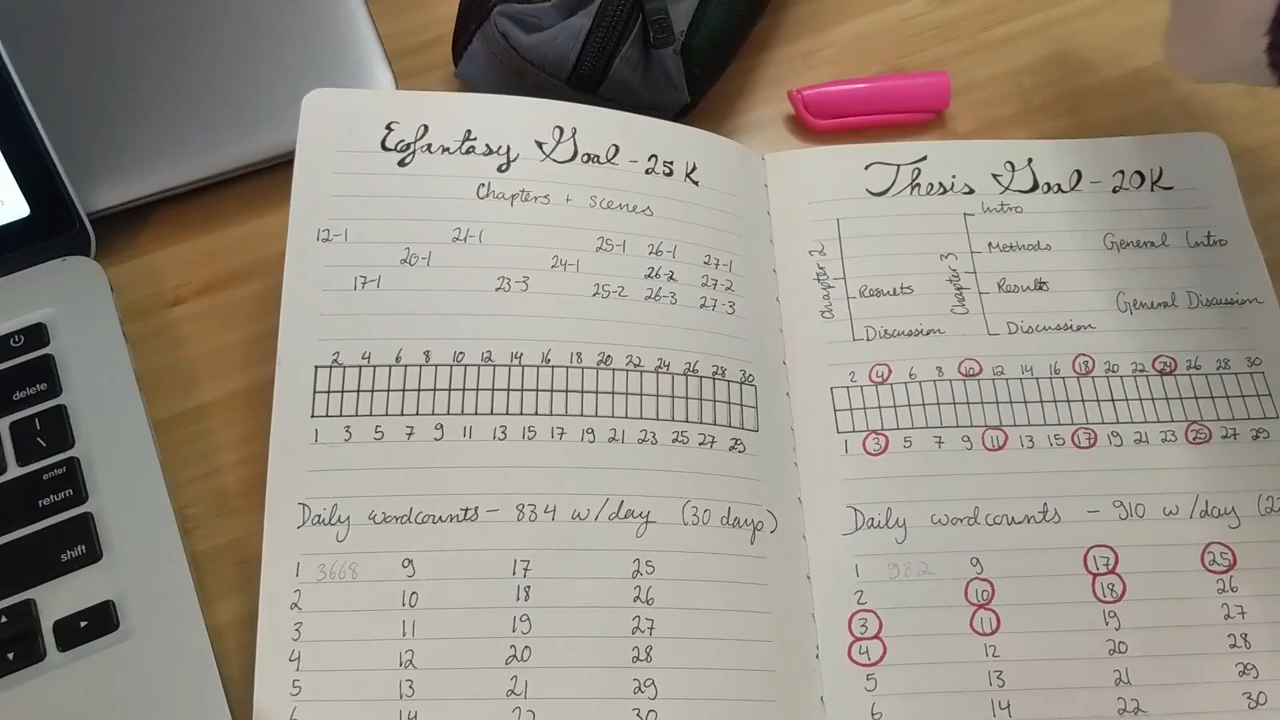 Ecofantasy Goal - 25K
Chapters + scenes
12-1 21-1 25-1 26-1 27-1
20-1 24-1 26-2 27-2
17-1 23-3 25-2 26-3 27-3
2 4 6 8 10 12 14 16 18 20 22 24 26 28 30
1 3 5 7 9 11 13 15 17 19 21 23 25 27 29
Daily wordcounts - 834 w/day (30 days)
1 3668 9 17 25
2 10 18 26
3 11 19 27
4 12 20 28
5 13 21 29
6 14 22 30
Thesis Goal - 20K
Chapter 2
Results
Discussion
Chapter 3
Intro
Methods
Results
Discussion
General Intro
General Discussion
2 4 6 8 10 12 14 16 18 20 22 24 26 28 30
1 3 5 7 9 11 13 15 17 19 21 23 25 27 29
Daily wordcounts - 910 w/day
1 982 9 17 25
2 10 18 26
3 11 19 27
4 12 20 28
5 13 21 29
6 14 22 30
delete
\
enter
return
shift